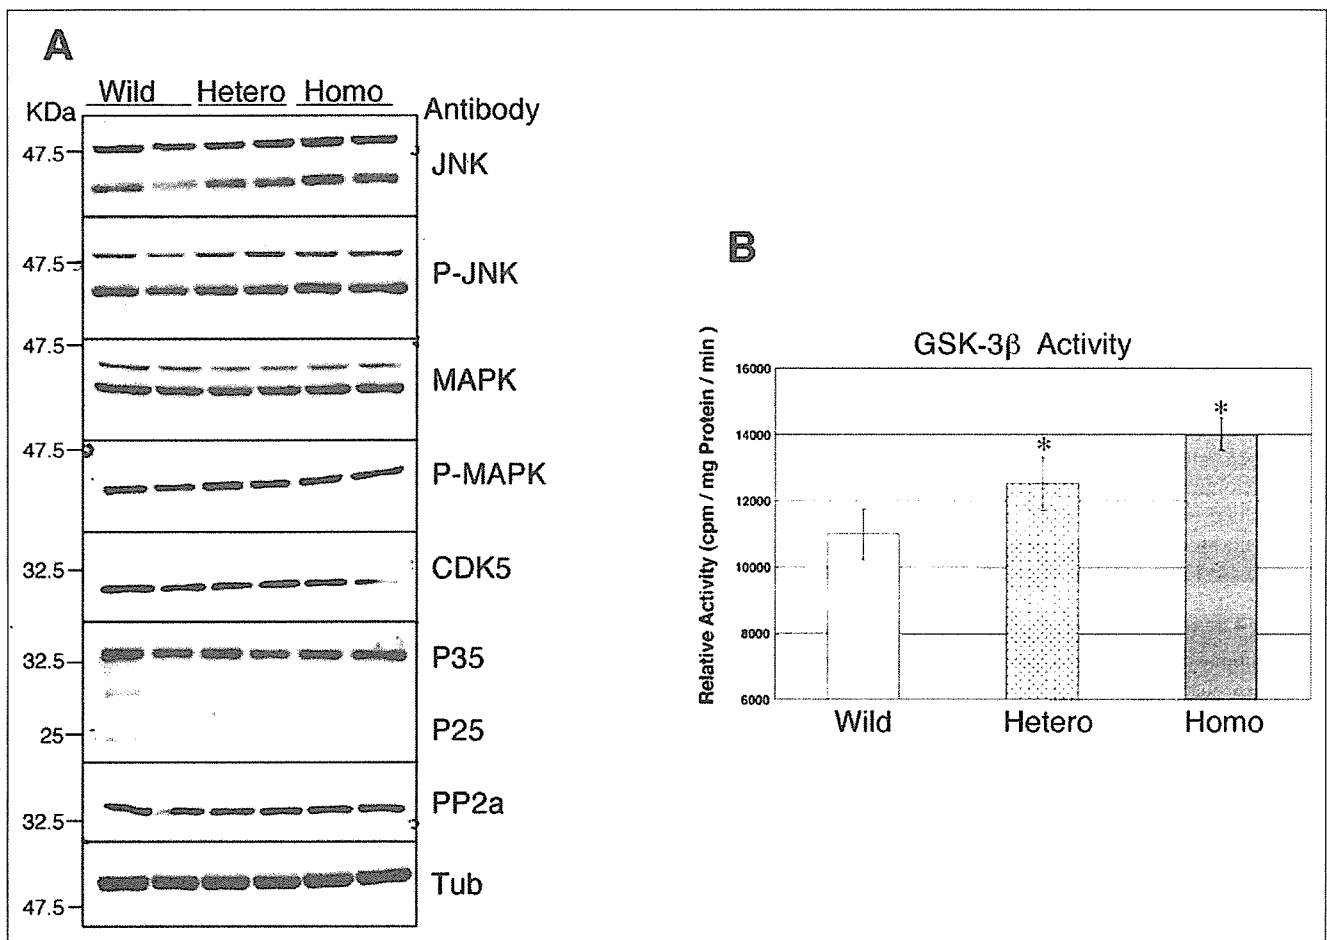 A
Wild Hetero Homo
KDa Antibody
47.5
JNK
47.5
P-JNK
47.5
MAPK
47.5
P-MAPK
32.5
CDK5
32.5
P35
25
P25
32.5
PP2a
47.5
Tub
B
GSK-3β Activity
Relative Activity (cpm / mg Protein / min )
16000
14000
12000
10000
8000
6000
*
*
Wild Hetero Homo